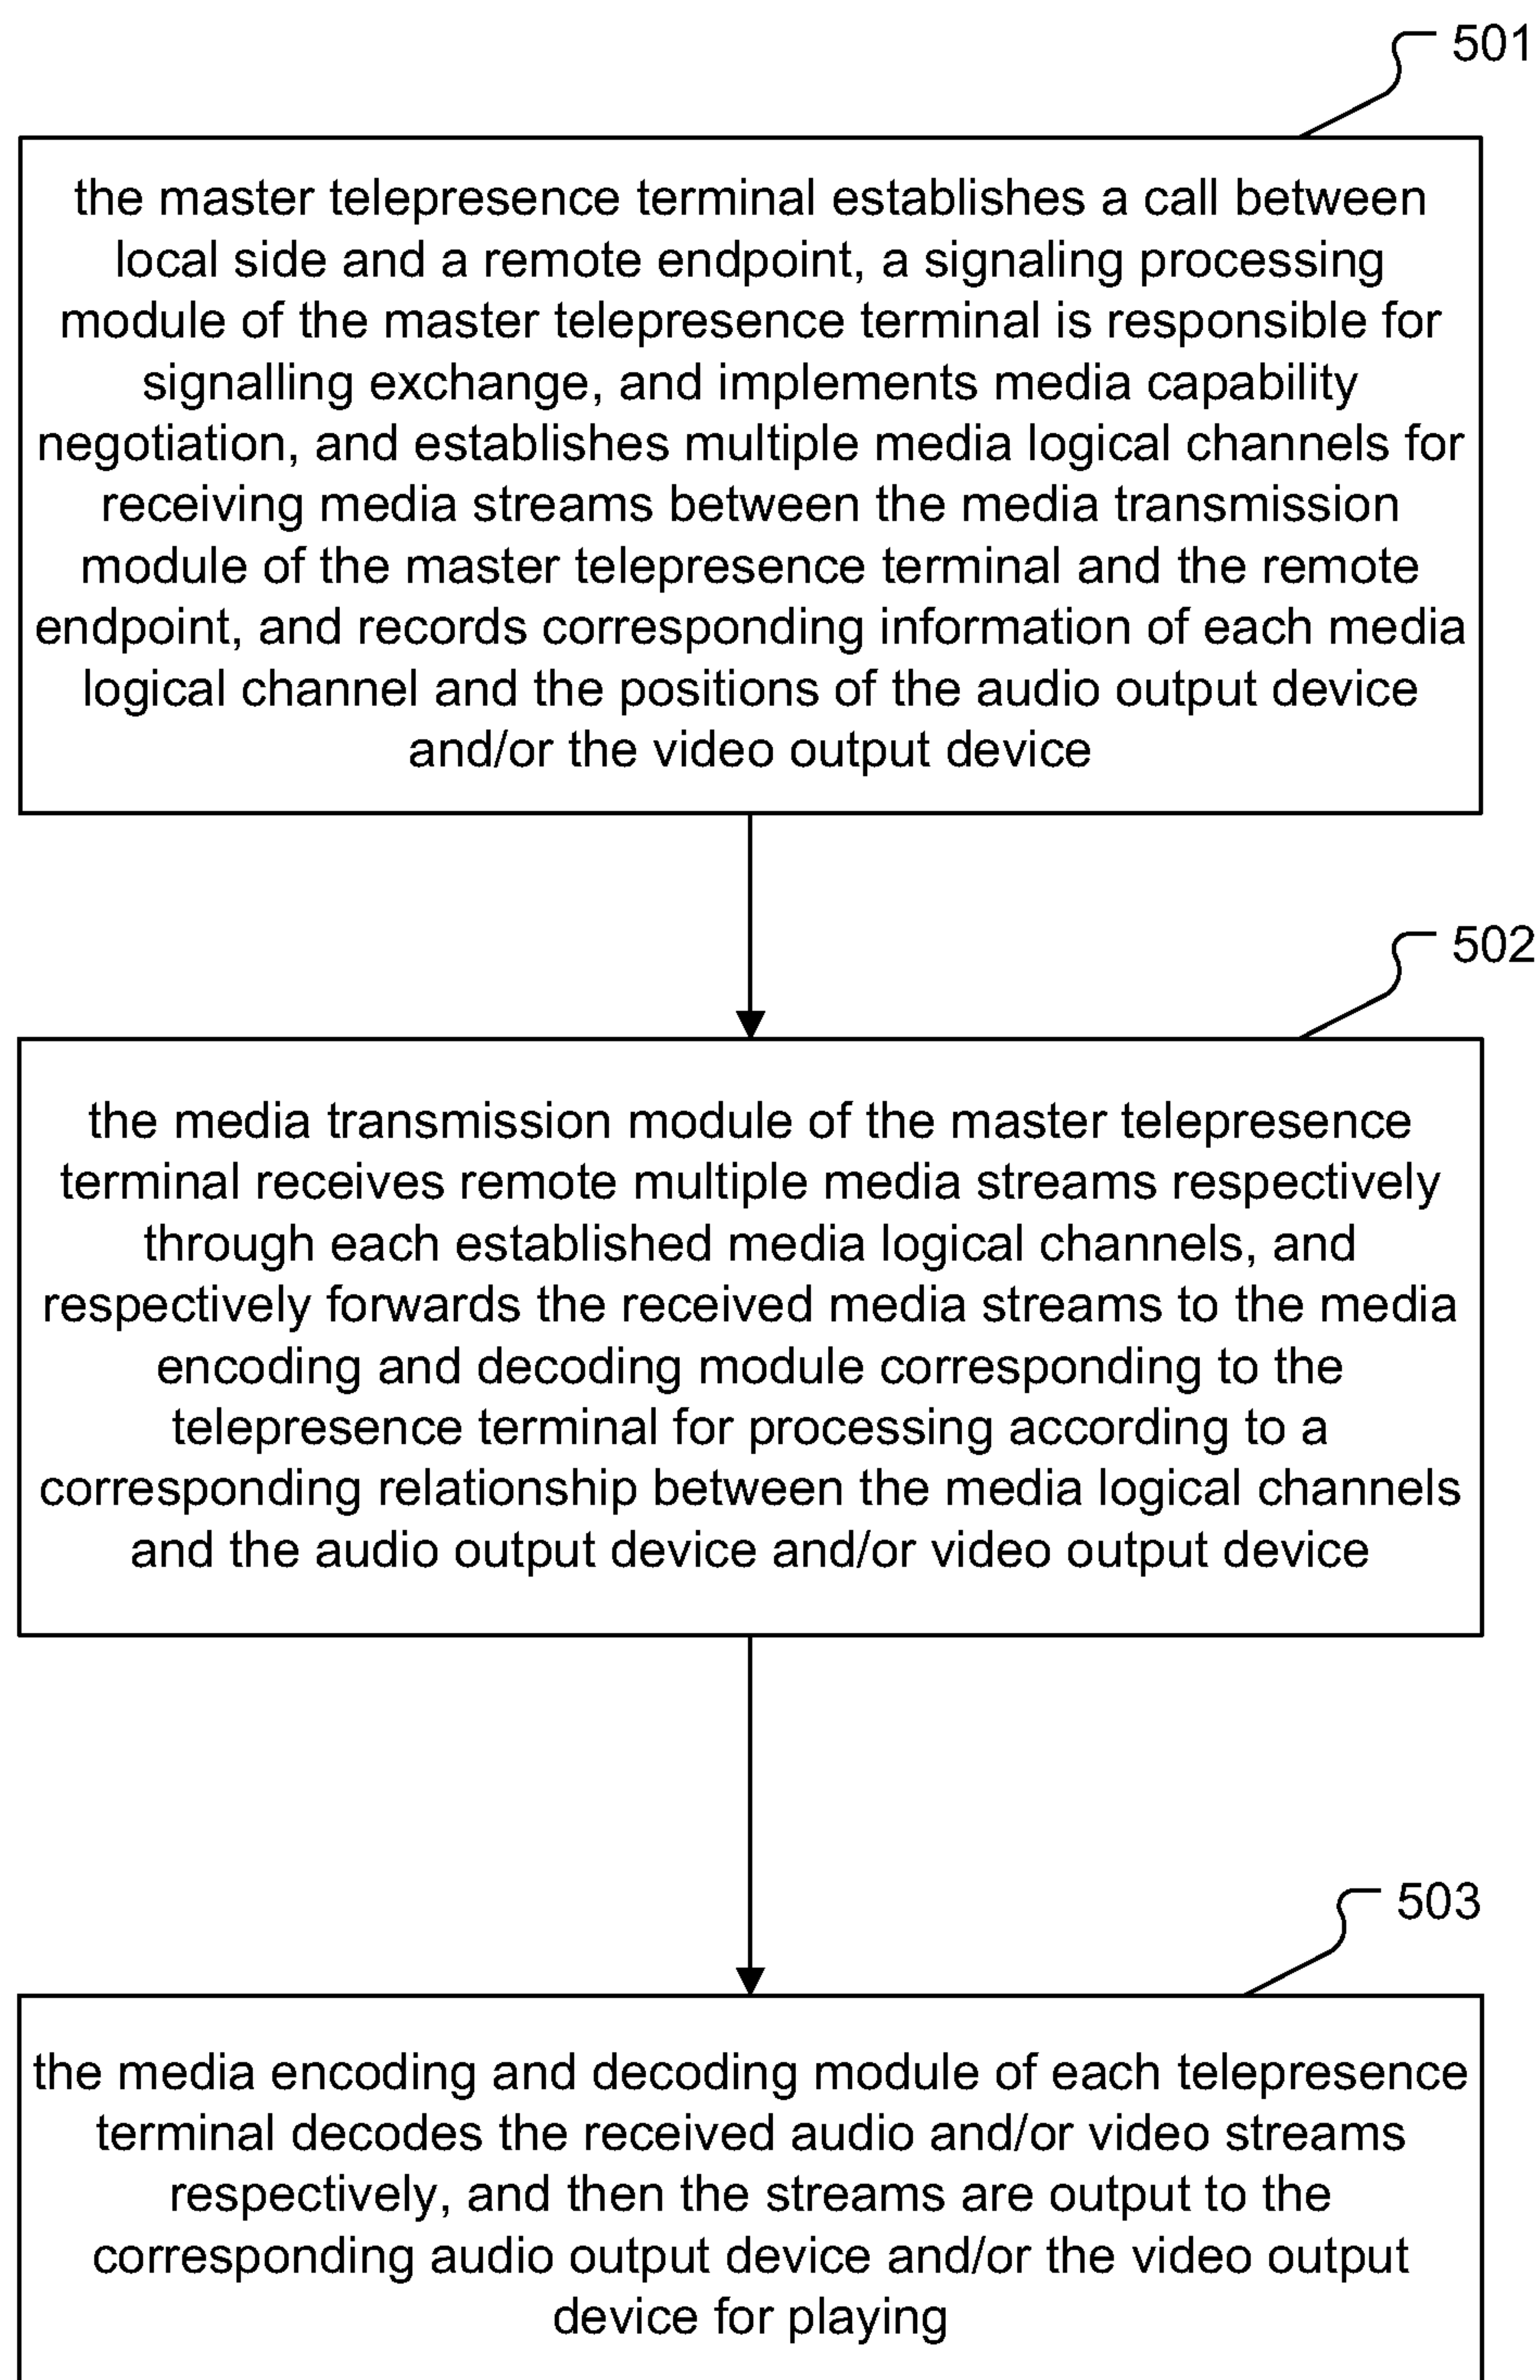 501
the master telepresence terminal establishes a call between
local side and a remote endpoint, a signaling processing
module of the master telepresence terminal is responsible for
signalling exchange, and implements media capability
negotiation, and establishes multiple media logical channels for
receiving media streams between the media transmission
module of the master telepresence terminal and the remote
endpoint, and records corresponding information of each media
logical channel and the positions of the audio output device
and/or the video output device
502
the media transmission module of the master telepresence
terminal receives remote multiple media streams respectively
through each established media logical channels, and
respectively forwards the received media streams to the media
encoding and decoding module corresponding to the
telepresence terminal for processing according to a
corresponding relationship between the media logical channels
and the audio output device and/or video output device
503
the media encoding and decoding module of each telepresence
terminal decodes the received audio and/or video streams
respectively, and then the streams are output to the
corresponding audio output device and/or the video output
device for playing